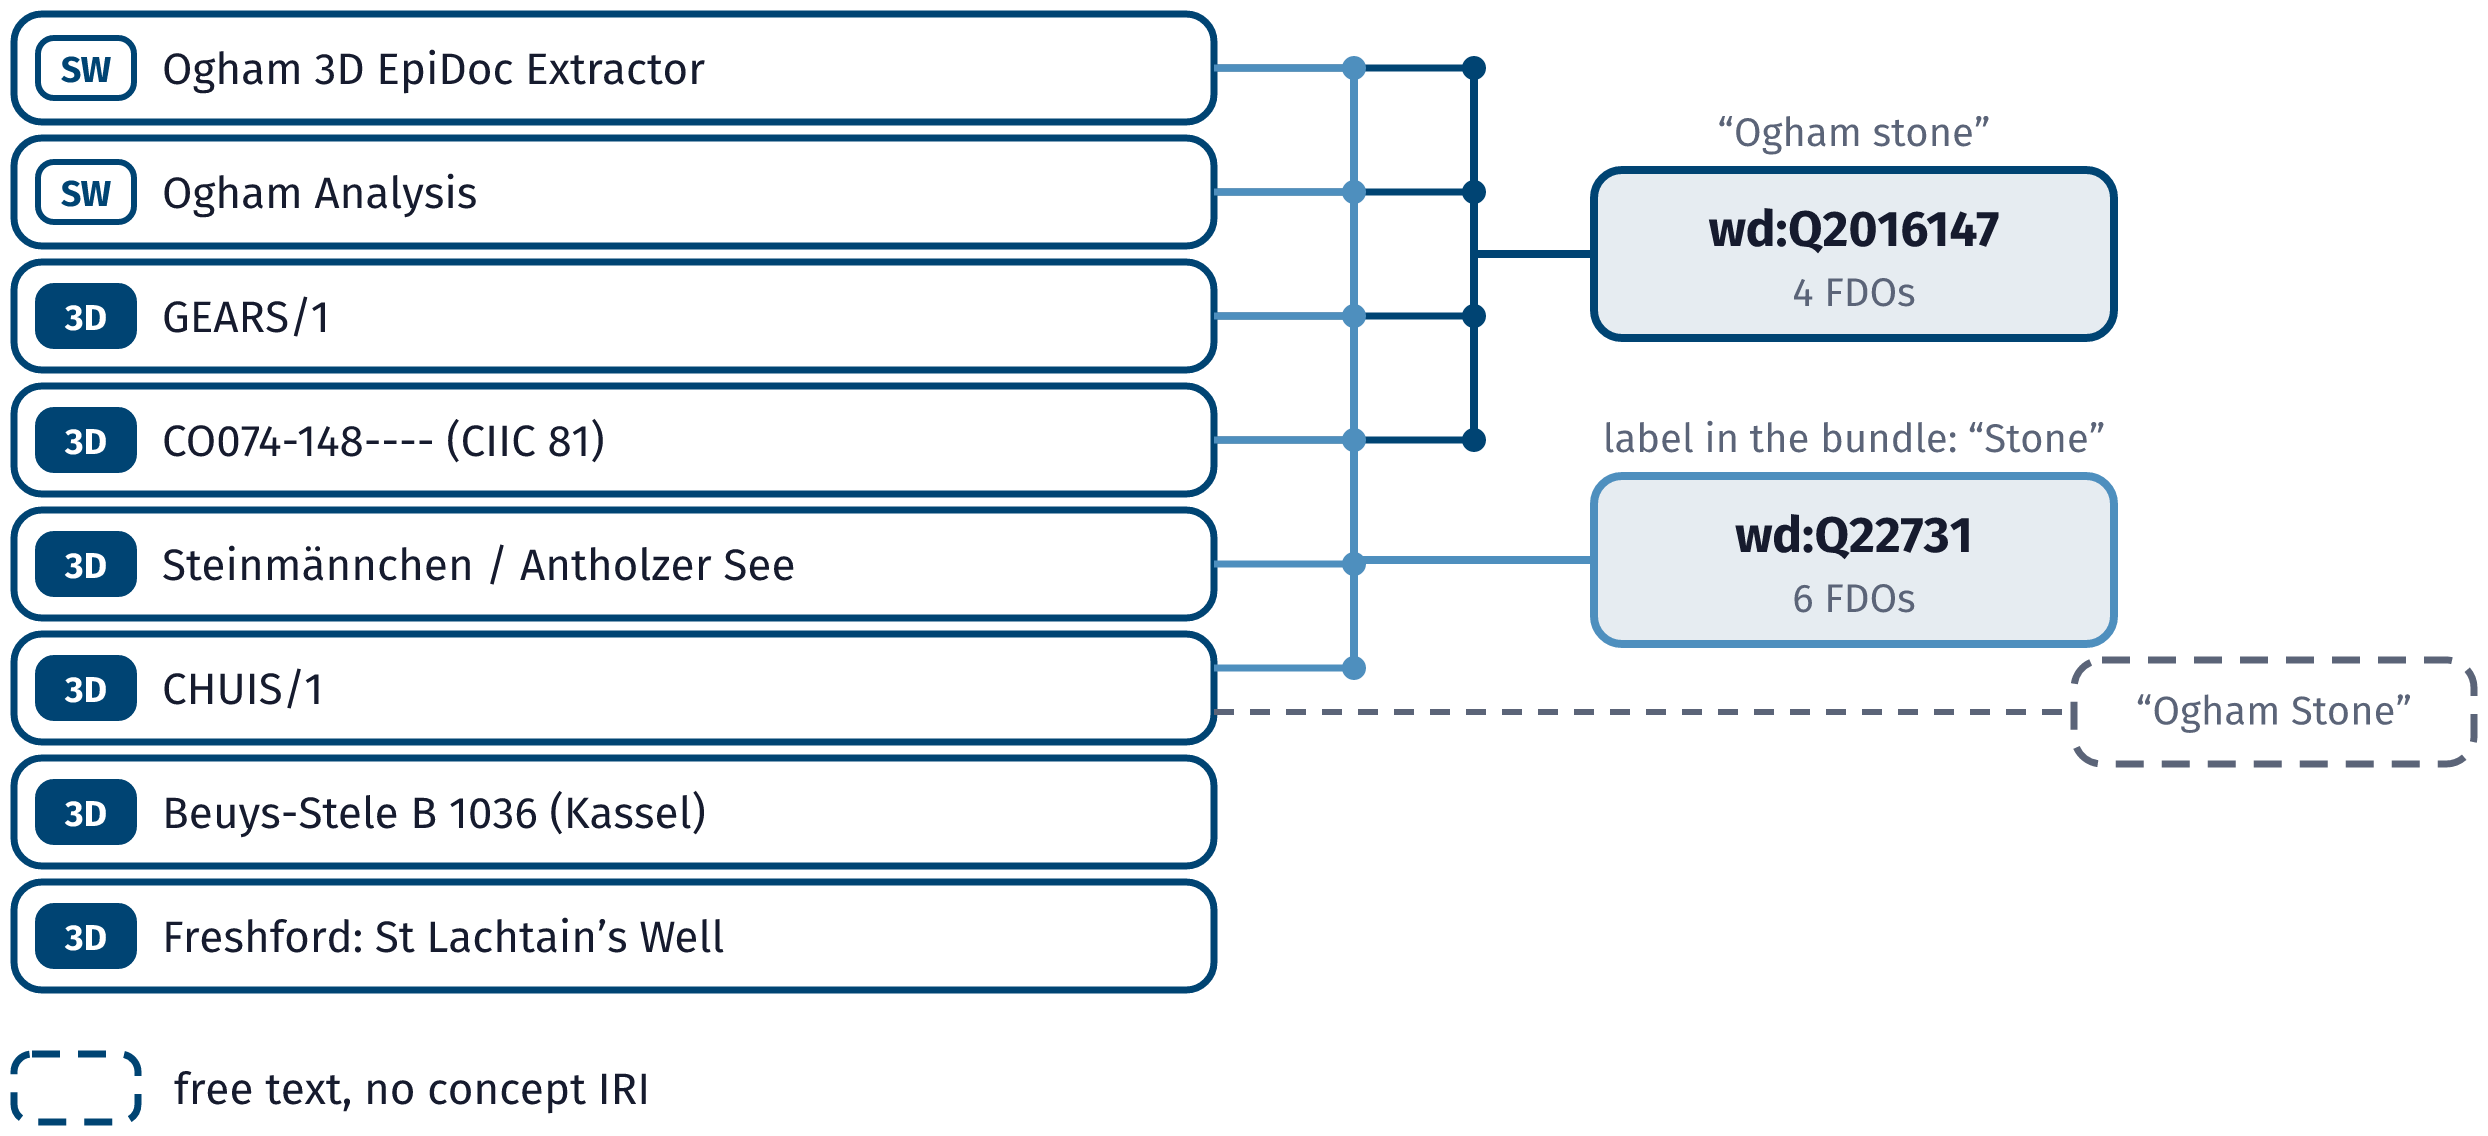 SW Ogham 3D EpiDoc Extractor
SW Ogham Analysis
3D GEARS/1
3D CO074-148---- (CIIC 81)
3D Steinmännchen / Antholzer See
3D CHUIS/1
3D Beuys-Stele B 1036 (Kassel)
3D Freshford: St Lachtain’s Well
“Ogham stone”
wd:Q2016147
4 FDOs
label in the bundle: “Stone”
wd:Q22731
6 FDOs
“Ogham Stone”
free text, no concept IRI